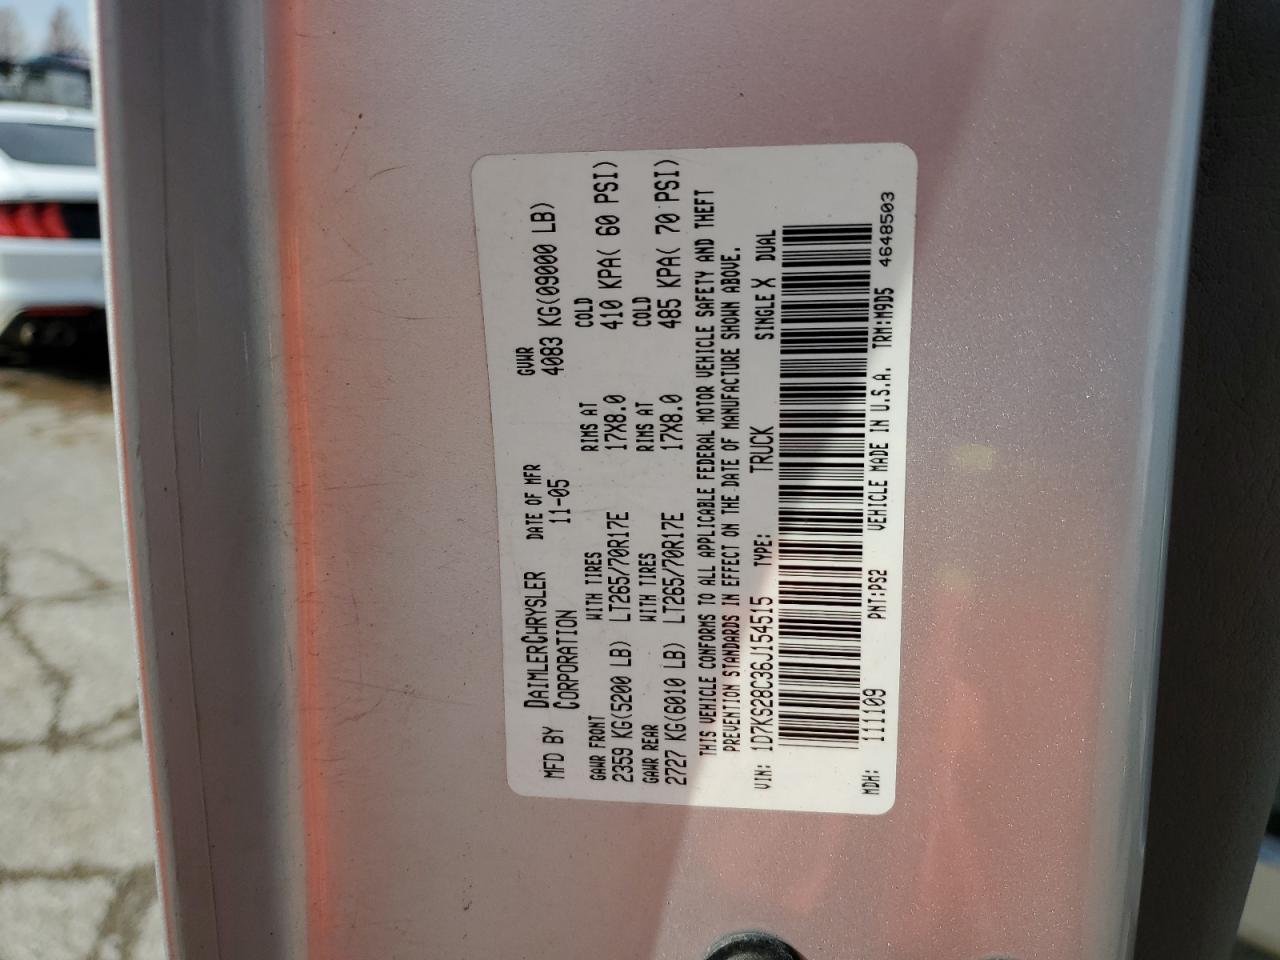 MFD BY DAIMLERCHRYSLER CORPORATION DATE OF MFR 11-05 GVWR 4083 KG(09000 LB)
GAWR FRONT WITH TIRES RIMS AT COLD
2359 KG(5200 LB) LT265/70R17E 17X8.0 410 KPA( 60 PSI)
GAWR REAR WITH TIRES RIMS AT COLD
2727 KG(6010 LB) LT265/70R17E 17X8.0 485 KPA( 70 PSI)
THIS VEHICLE CONFORMS TO ALL APPLICABLE FEDERAL MOTOR VEHICLE SAFETY AND THEFT
PREVENTION STANDARDS IN EFFECT ON THE DATE OF MANUFACTURE SHOWN ABOVE.
VIN: 1D7KS28C36J154515 TYPE: TRUCK SINGLE X DUAL
MDH: 111109 PNT:PS2 VEHICLE MADE IN U.S.A. TRM:M9D5 4648503